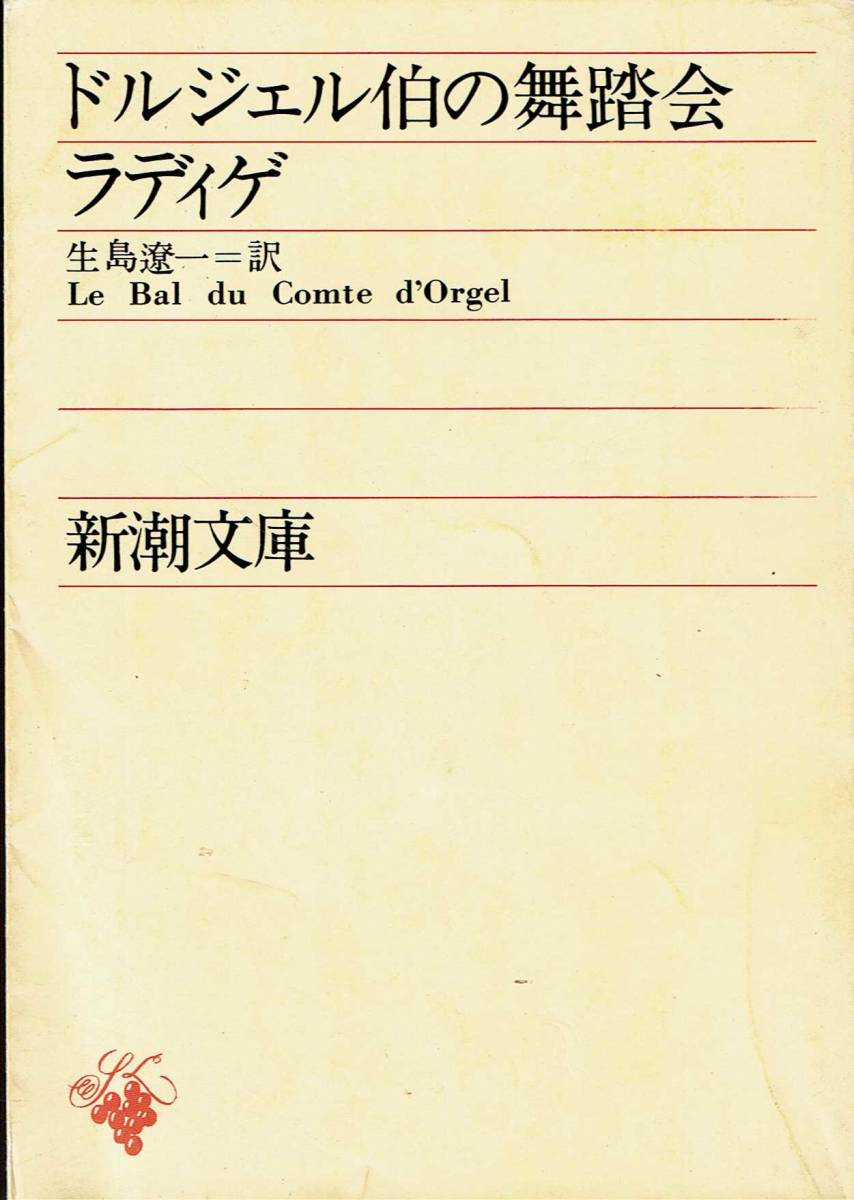 ドルジェル伯の舞踏会
ラディゲ
生島遼一=訳
Le Bal du Comte d'Orgel
新潮文庫